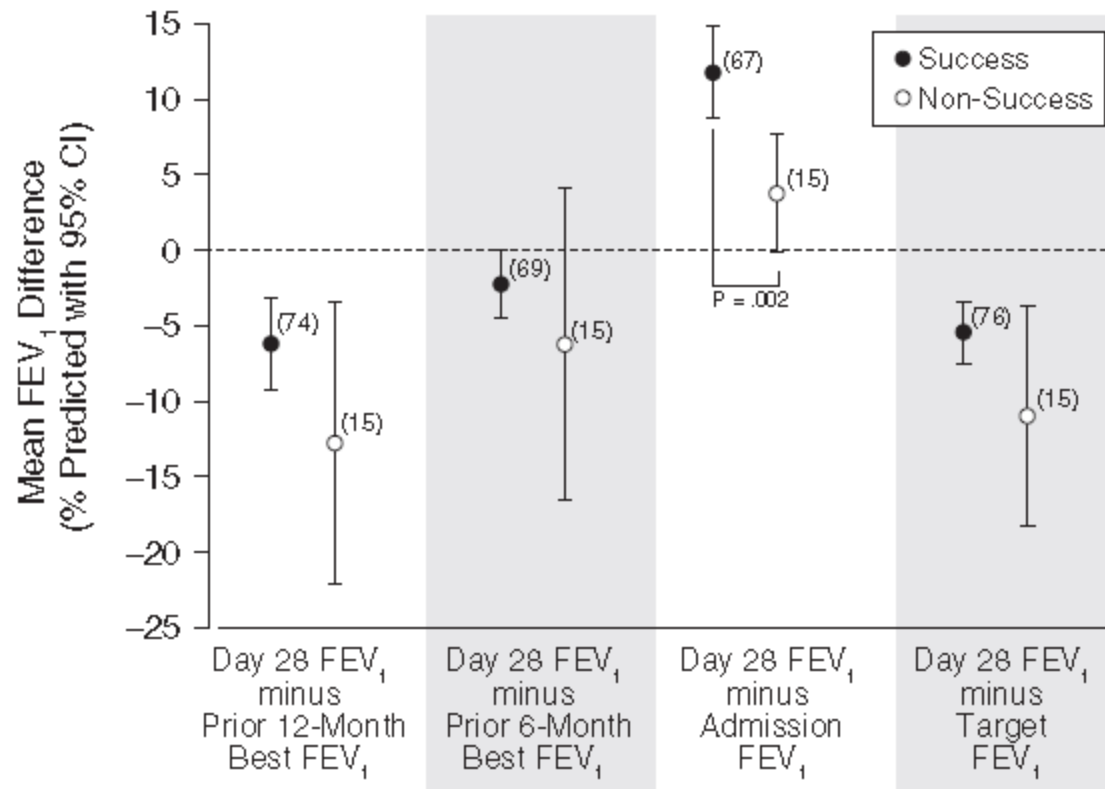 Mean FEV₁ Difference
(% Predicted with 95% CI)
15
10
5
0
–5
–10
–15
–20
–25
(74)
(15)
(69)
(15)
(67)
(15)
P = .002
(76)
(15)
Success
Non-Success
Day 28 FEV₁
minus
Prior 12-Month
Best FEV₁
Day 28 FEV₁
minus
Prior 6-Month
Best FEV₁
Day 28 FEV₁
minus
Admission
FEV₁
Day 28 FEV₁
minus
Target
FEV₁